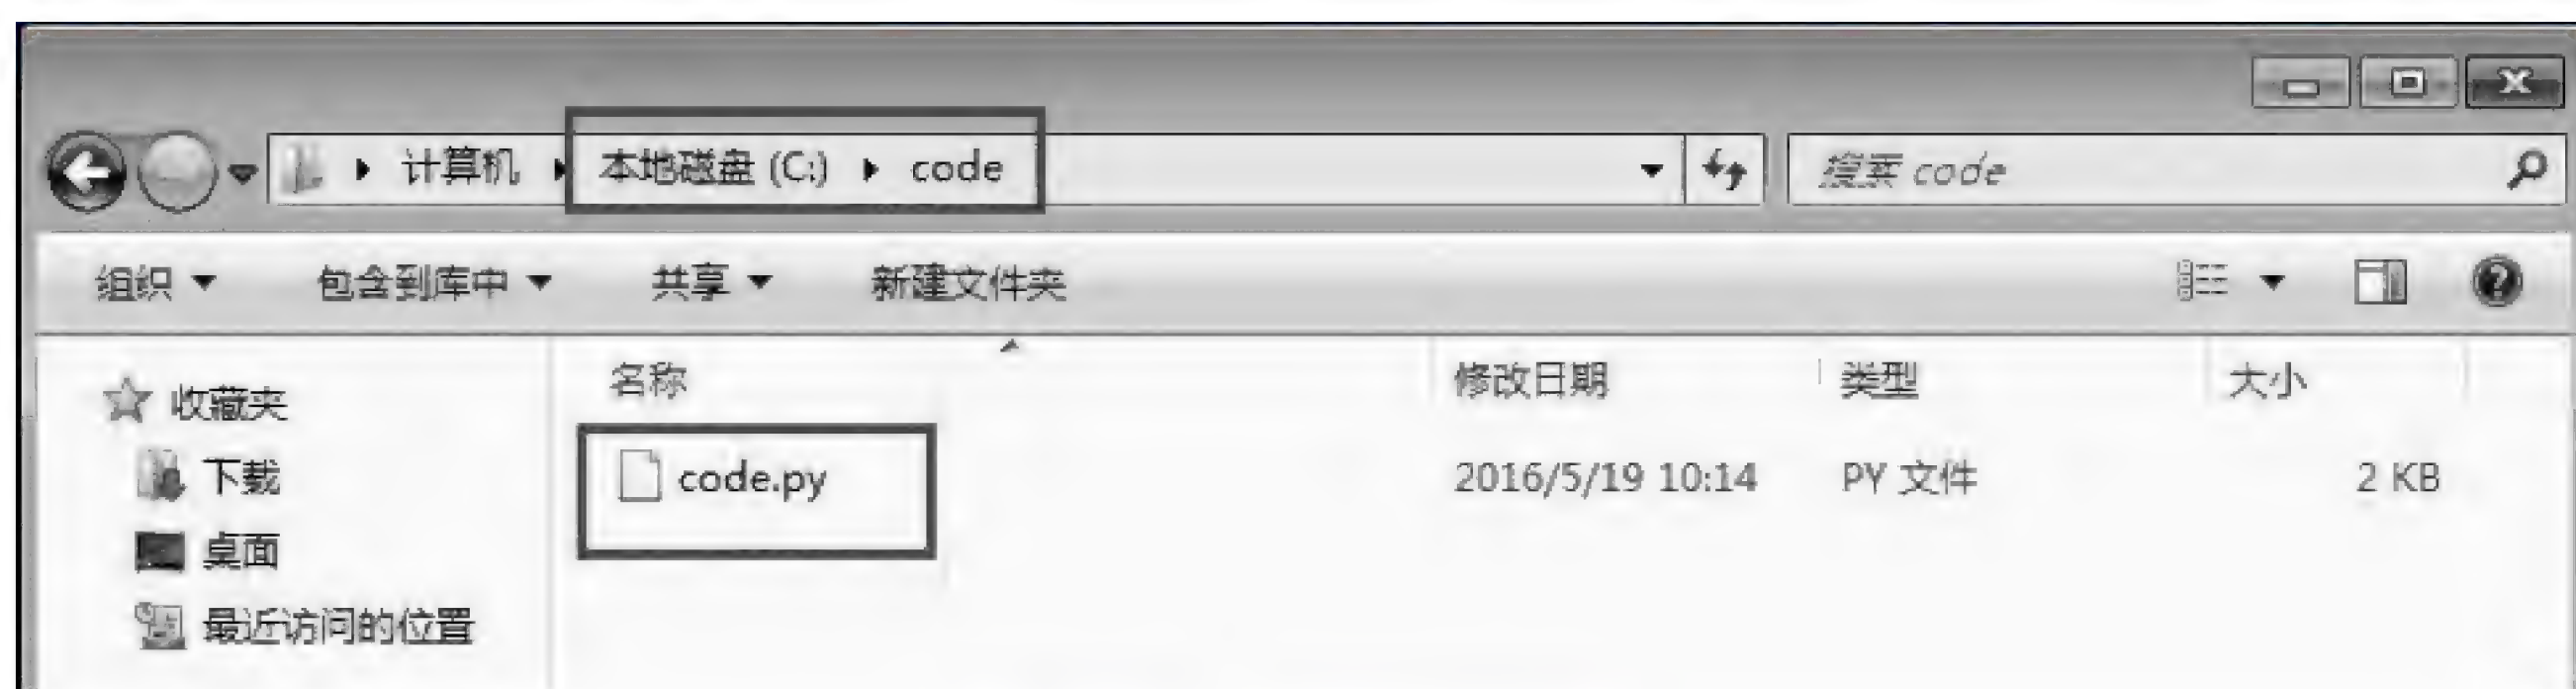 计算机 本地磁盘 (C:) code 搜索 code
组织 包含到库中 共享 新建文件夹
名称 修改日期 类型 大小
收藏夹
code.py 2016/5/19 10:14 PY 文件 2 KB
下载
桌面
最近访问的位置